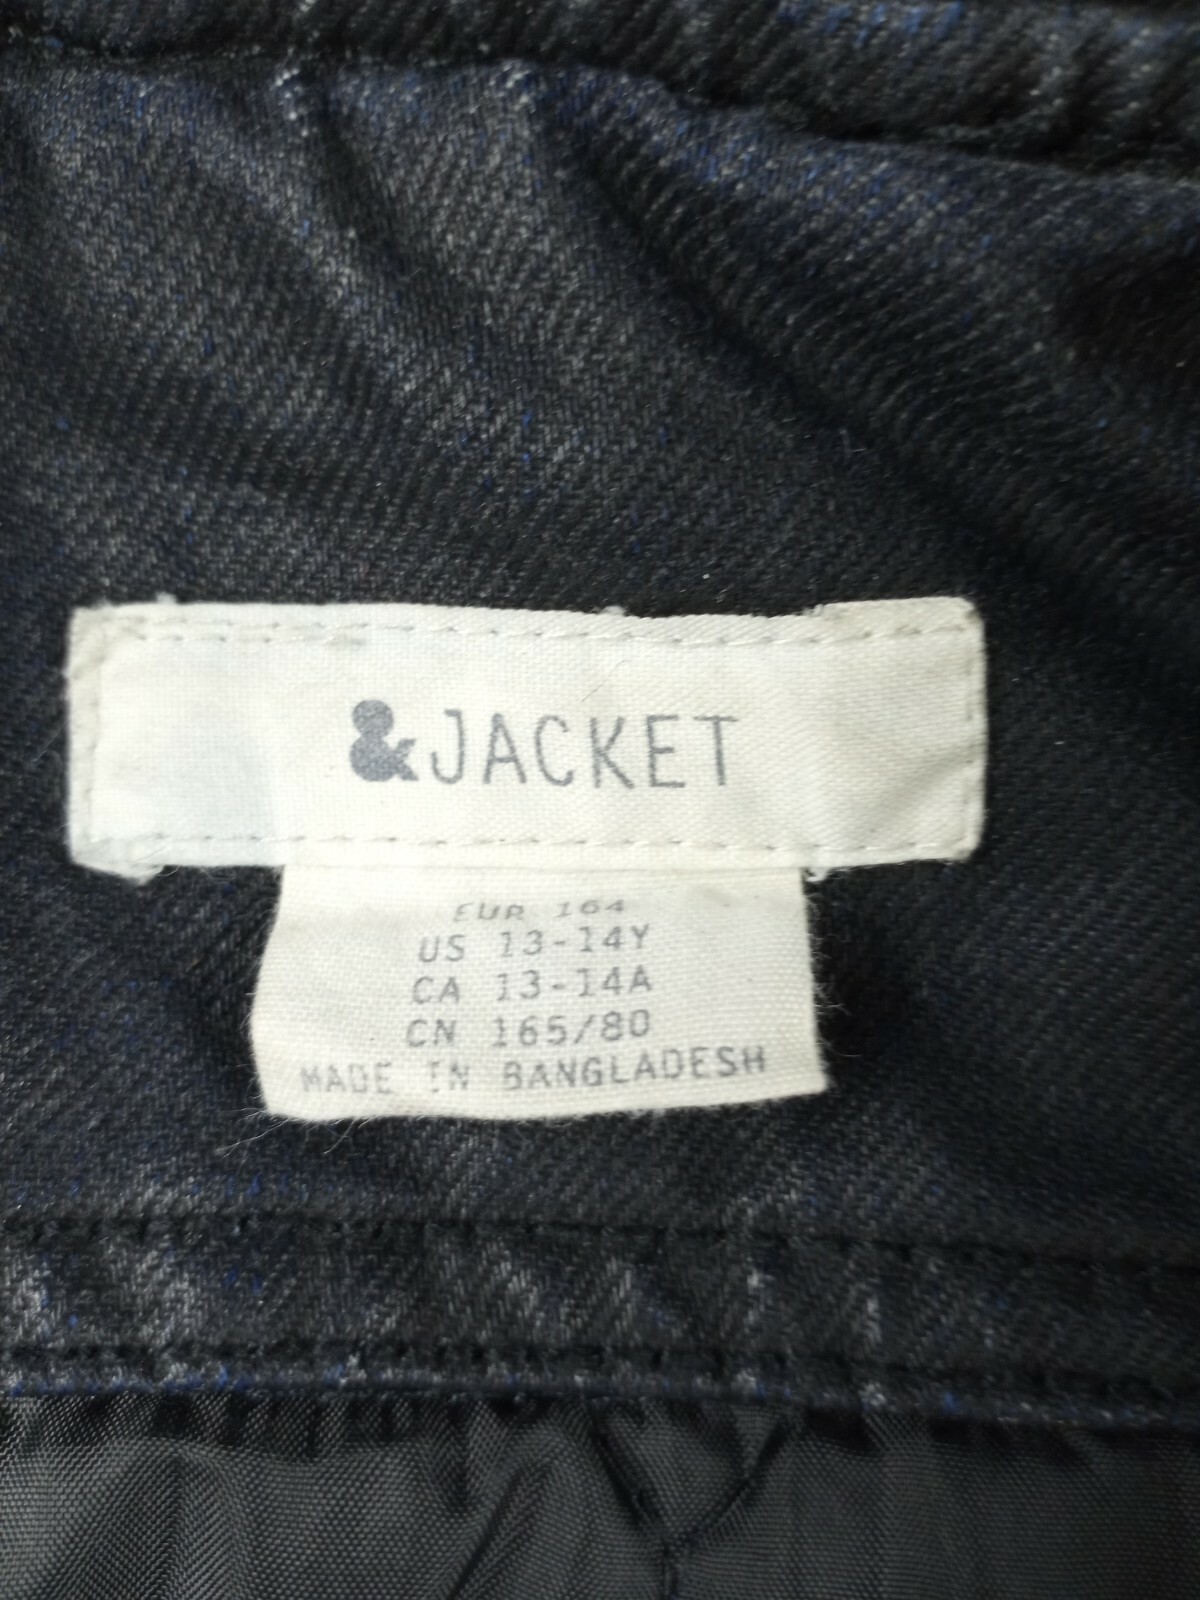 &JACKET
EUR 164
US 13-14Y
CA 13-14A
CN 165/80
MADE IN BANGLADESH